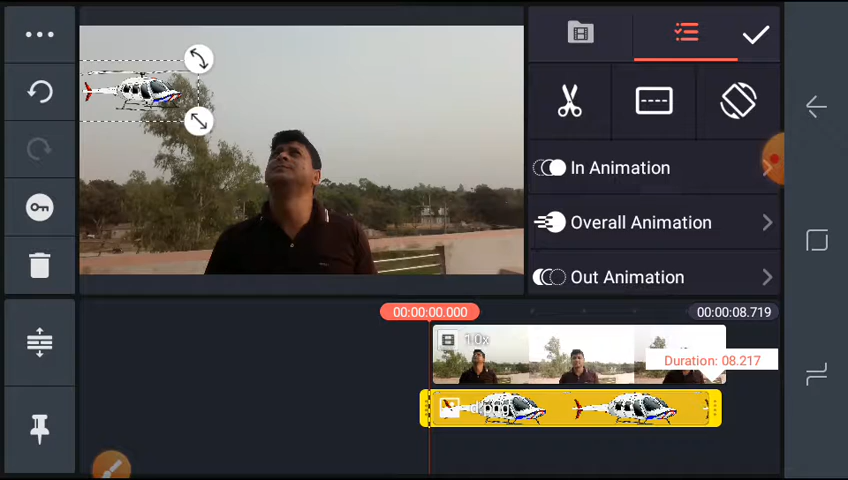 In Animation
Overall Animation
Out Animation
00:00:00.000
00:00:08.719
1.0x
Duration: 08.217